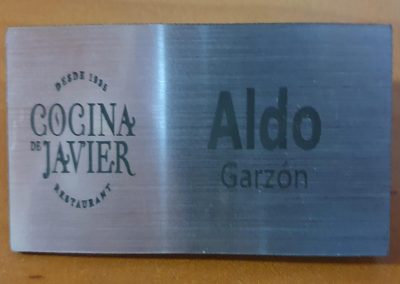 DESDE 1995
COCINA
DE JAVIER
RESTAURANT
Aldo
Garzón